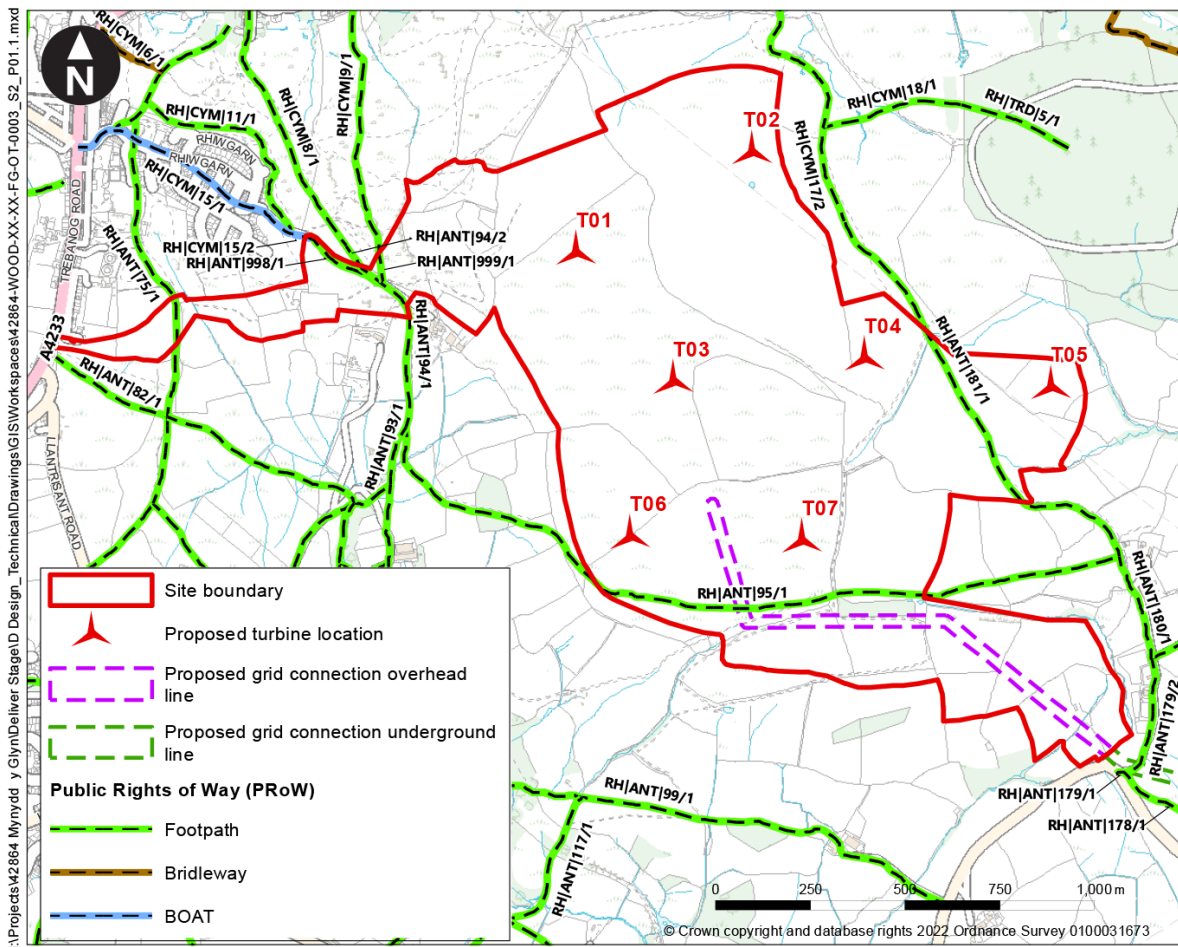 :\Projects\42864 Mynydd y Glyn\Deliver Stage\D Design_ Technical\Drawings\GIS\Workspaces\42864-WOOD-XX-XX-FG-OT-0003_S2_P01.1.mxd
N
RH|CYM|6/1
RH|CYM|11/1
RH|CYM|8/1
RH|CYM|9/1
RHIW GARN
RHIW GARN
RH|CYM|15/1
RH|CYM|15/2
RH|ANT|998/1
RH|ANT|94/2
RH|ANT|999/1
RH|CYM|18/1
RH|TRD|5/1
RH|CYM|17/2
T02
T01
TREBANOG ROAD
RH|ANT|75/1
A4233
RH|ANT|82/1
RH|ANT|94/1
RH|ANT|93/1
LLANTRISANT ROAD
T03
T04
T05
RH|ANT|181/1
T06
T07
RH|ANT|95/1
RH|ANT|180/1
RH|ANT|179/2
RH|ANT|179/1
RH|ANT|178/1
RH|ANT|99/1
RH|ANT|117/1
Site boundary
Proposed turbine location
Proposed grid connection overhead
line
Proposed grid connection underground
line
Public Rights of Way (PRoW)
Footpath
Bridleway
BOAT
0 250 500 750 1,000 m
© Crown copyright and database rights 2022 Ordnance Survey 0100031673